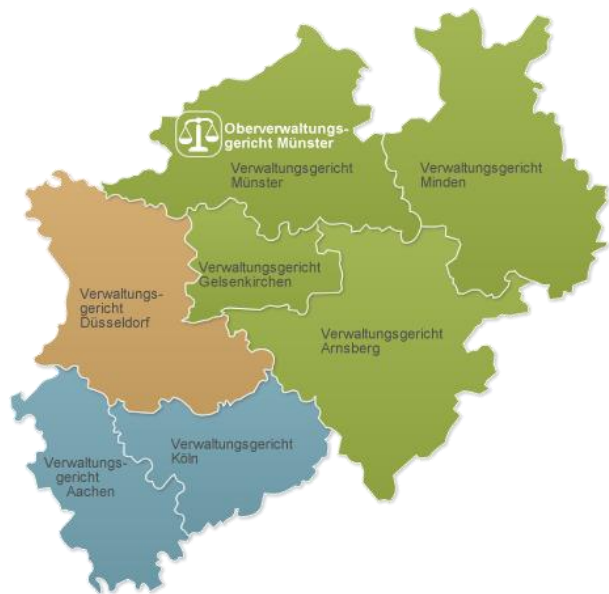 Oberverwaltungs-
gericht Münster
Verwaltungsgericht
Münster
Verwaltungsgericht
Minden
Verwaltungsgericht
Gelsenkirchen
Verwaltungs-
gericht
Düsseldorf
Verwaltungsgericht
Arnsberg
Verwaltungsgericht
Köln
Verwaltungs-
gericht
Aachen